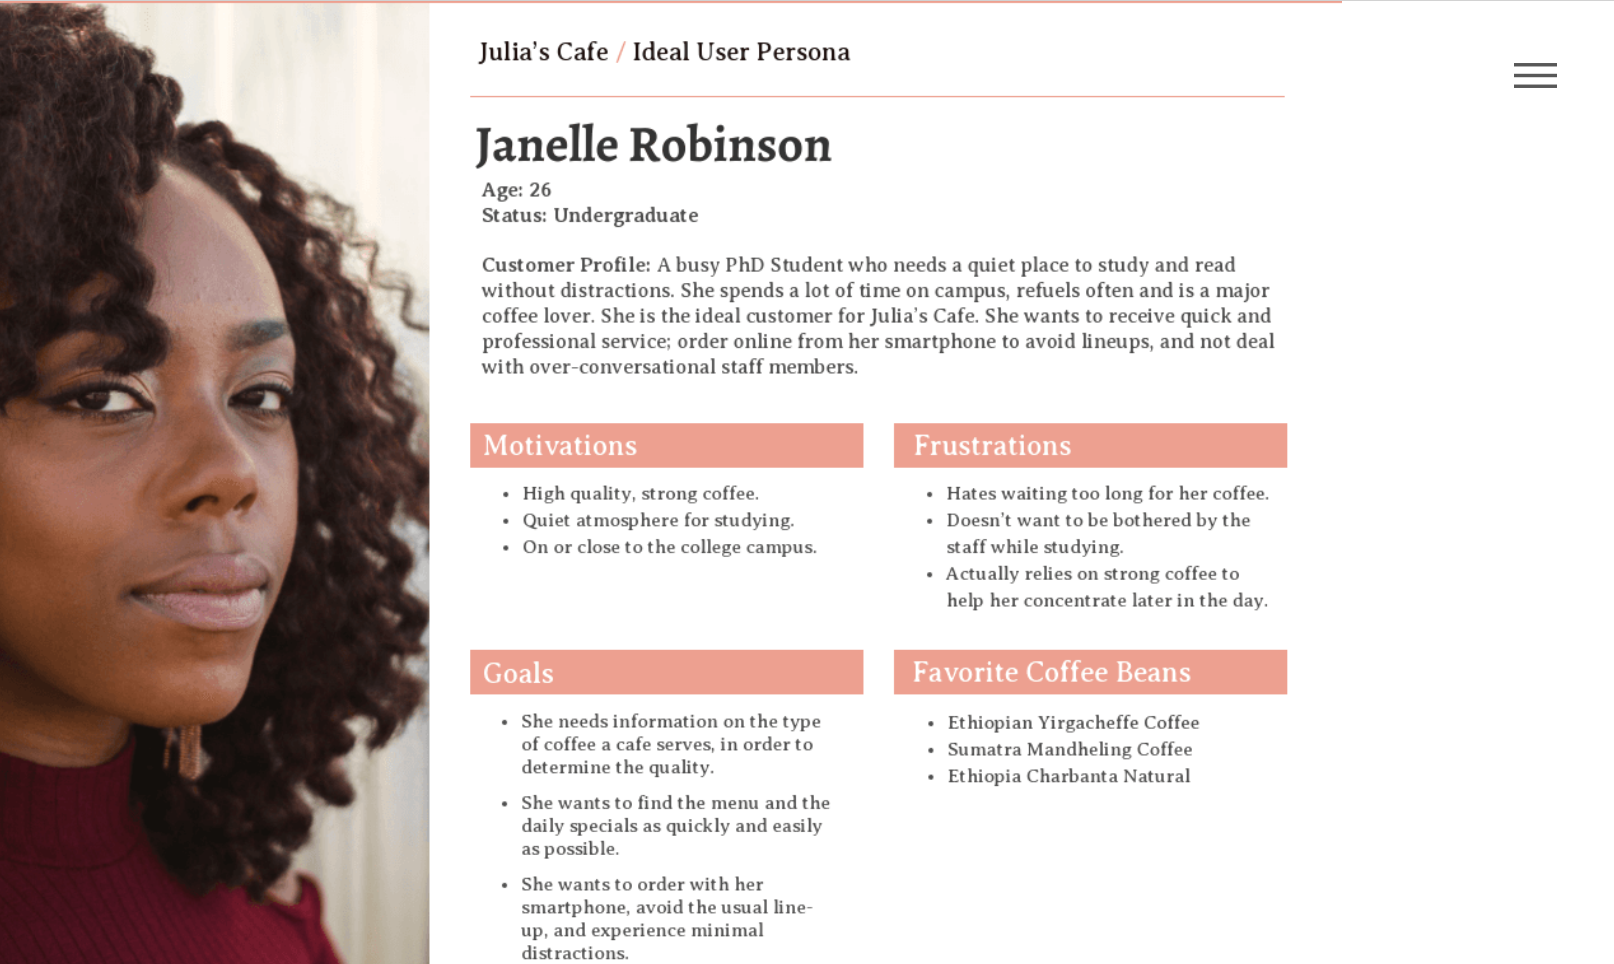 Julia’s Cafe / Ideal User Persona
Janelle Robinson
Age: 26
Status: Undergraduate
Customer Profile: A busy PhD Student who needs a quiet place to study and read
without distractions. She spends a lot of time on campus, refuels often and is a major
coffee lover. She is the ideal customer for Julia’s Cafe. She wants to receive quick and
professional service; order online from her smartphone to avoid lineups, and not deal
with over-conversational staff members.
Motivations
• High quality, strong coffee.
• Quiet atmosphere for studying.
• On or close to the college campus.
Frustrations
• Hates waiting too long for her coffee.
• Doesn’t want to be bothered by the
staff while studying.
• Actually relies on strong coffee to
help her concentrate later in the day.
Goals
• She needs information on the type
of coffee a cafe serves, in order to
determine the quality.
• She wants to find the menu and the
daily specials as quickly and easily
as possible.
• She wants to order with her
smartphone, avoid the usual line-
up, and experience minimal
distractions.
Favorite Coffee Beans
• Ethiopian Yirgacheffe Coffee
• Sumatra Mandheling Coffee
• Ethiopia Charbanta Natural